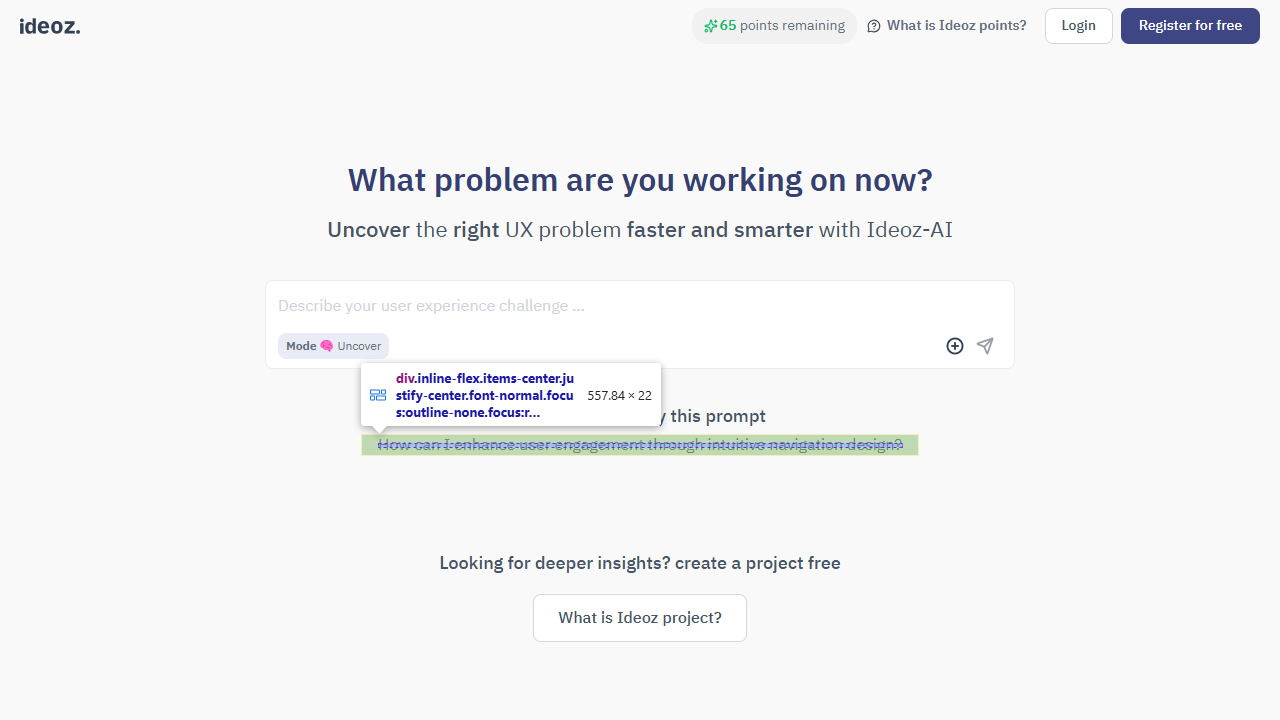 ideoz.
65 points remaining
What is Ideoz points?
Login
Register for free
What problem are you working on now?
Uncover the right UX problem faster and smarter with Ideoz-AI
Describe your user experience challenge ...
Mode 🧠 Uncover
div.inline-flex.items-center.ju
stify-center.font-normal.focu
s:outline-none.focus:r...
557.84 × 22
this prompt
How can I enhance user engagement through intuitive navigation design?
Looking for deeper insights? create a project free
What is Ideoz project?